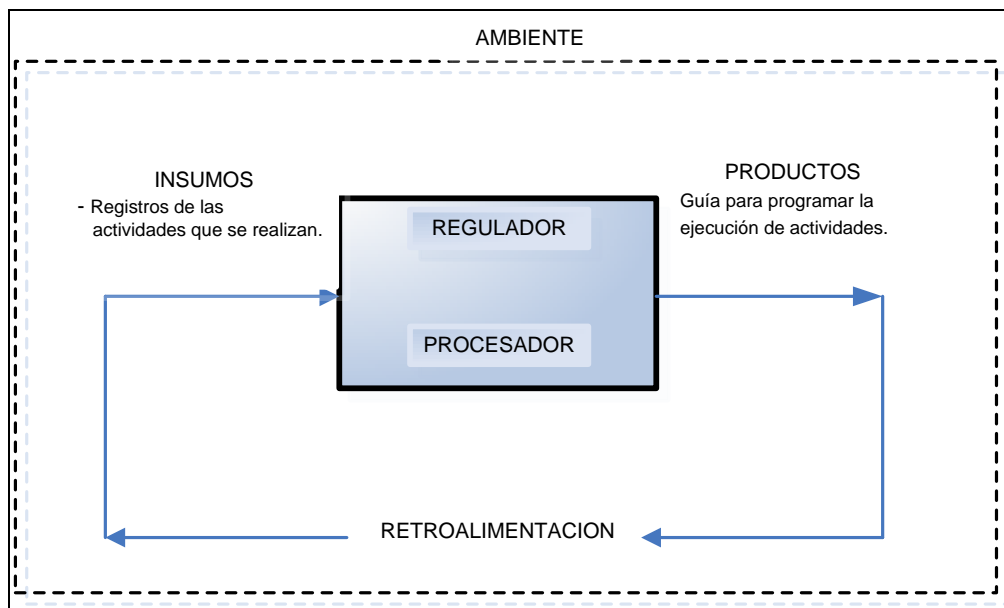 AMBIENTE
INSUMOS
- Registros de las
actividades que se realizan.
REGULADOR
PROCESADOR
PRODUCTOS
Guía para programar la
ejecución de actividades.
RETROALIMENTACION